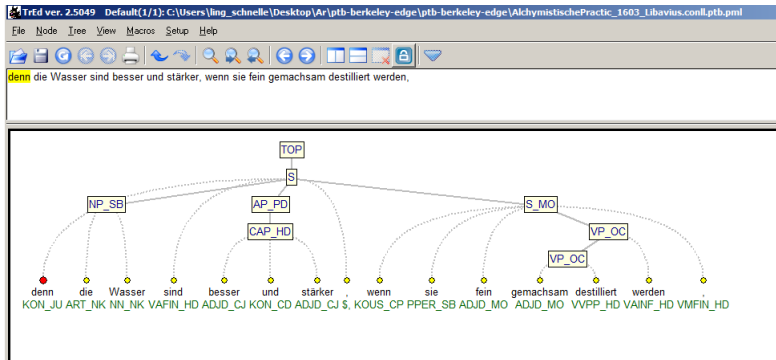 TrEd ver. 2.5049 Default(1/1): C:\Users\ling_schnelle\Desktop\Ar\ptb-berkeley-edge\ptb-berkeley-edge\AlchymistischePractic_1603_Libavius.conll.ptb.pml
File Node Tree View Macros Setup Help
denn die Wasser sind besser und stärker, wenn sie fein gemachsam destilliert werden,
TOP
S
NP_SB AP_PD S_MO
CAP_HD VP_OC
VP_OC
denn die Wasser sind besser und stärker , wenn sie fein gemachsam destilliert werden ,
KON_JU ART_NK NN_NK VAFIN_HD ADJD_CJ KON_CD ADJD_CJ $, KOUS_CP PPER_SB ADJD_MO ADJD_MO VVPP_HD VAINF_HD VMFIN_HD